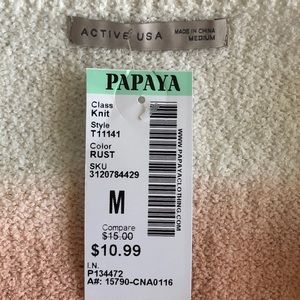 ACTIVE USA
MADE IN CHINA
MEDIUM
PAPAYA
Class
Knit
Style
T11141
Color
RUST
SKU
3120784429
M
Compare
$15.00
$10.99
I.N.
P134472
A#: 15790-CNA0116
WWW.PAPAYACLOTHING.COM